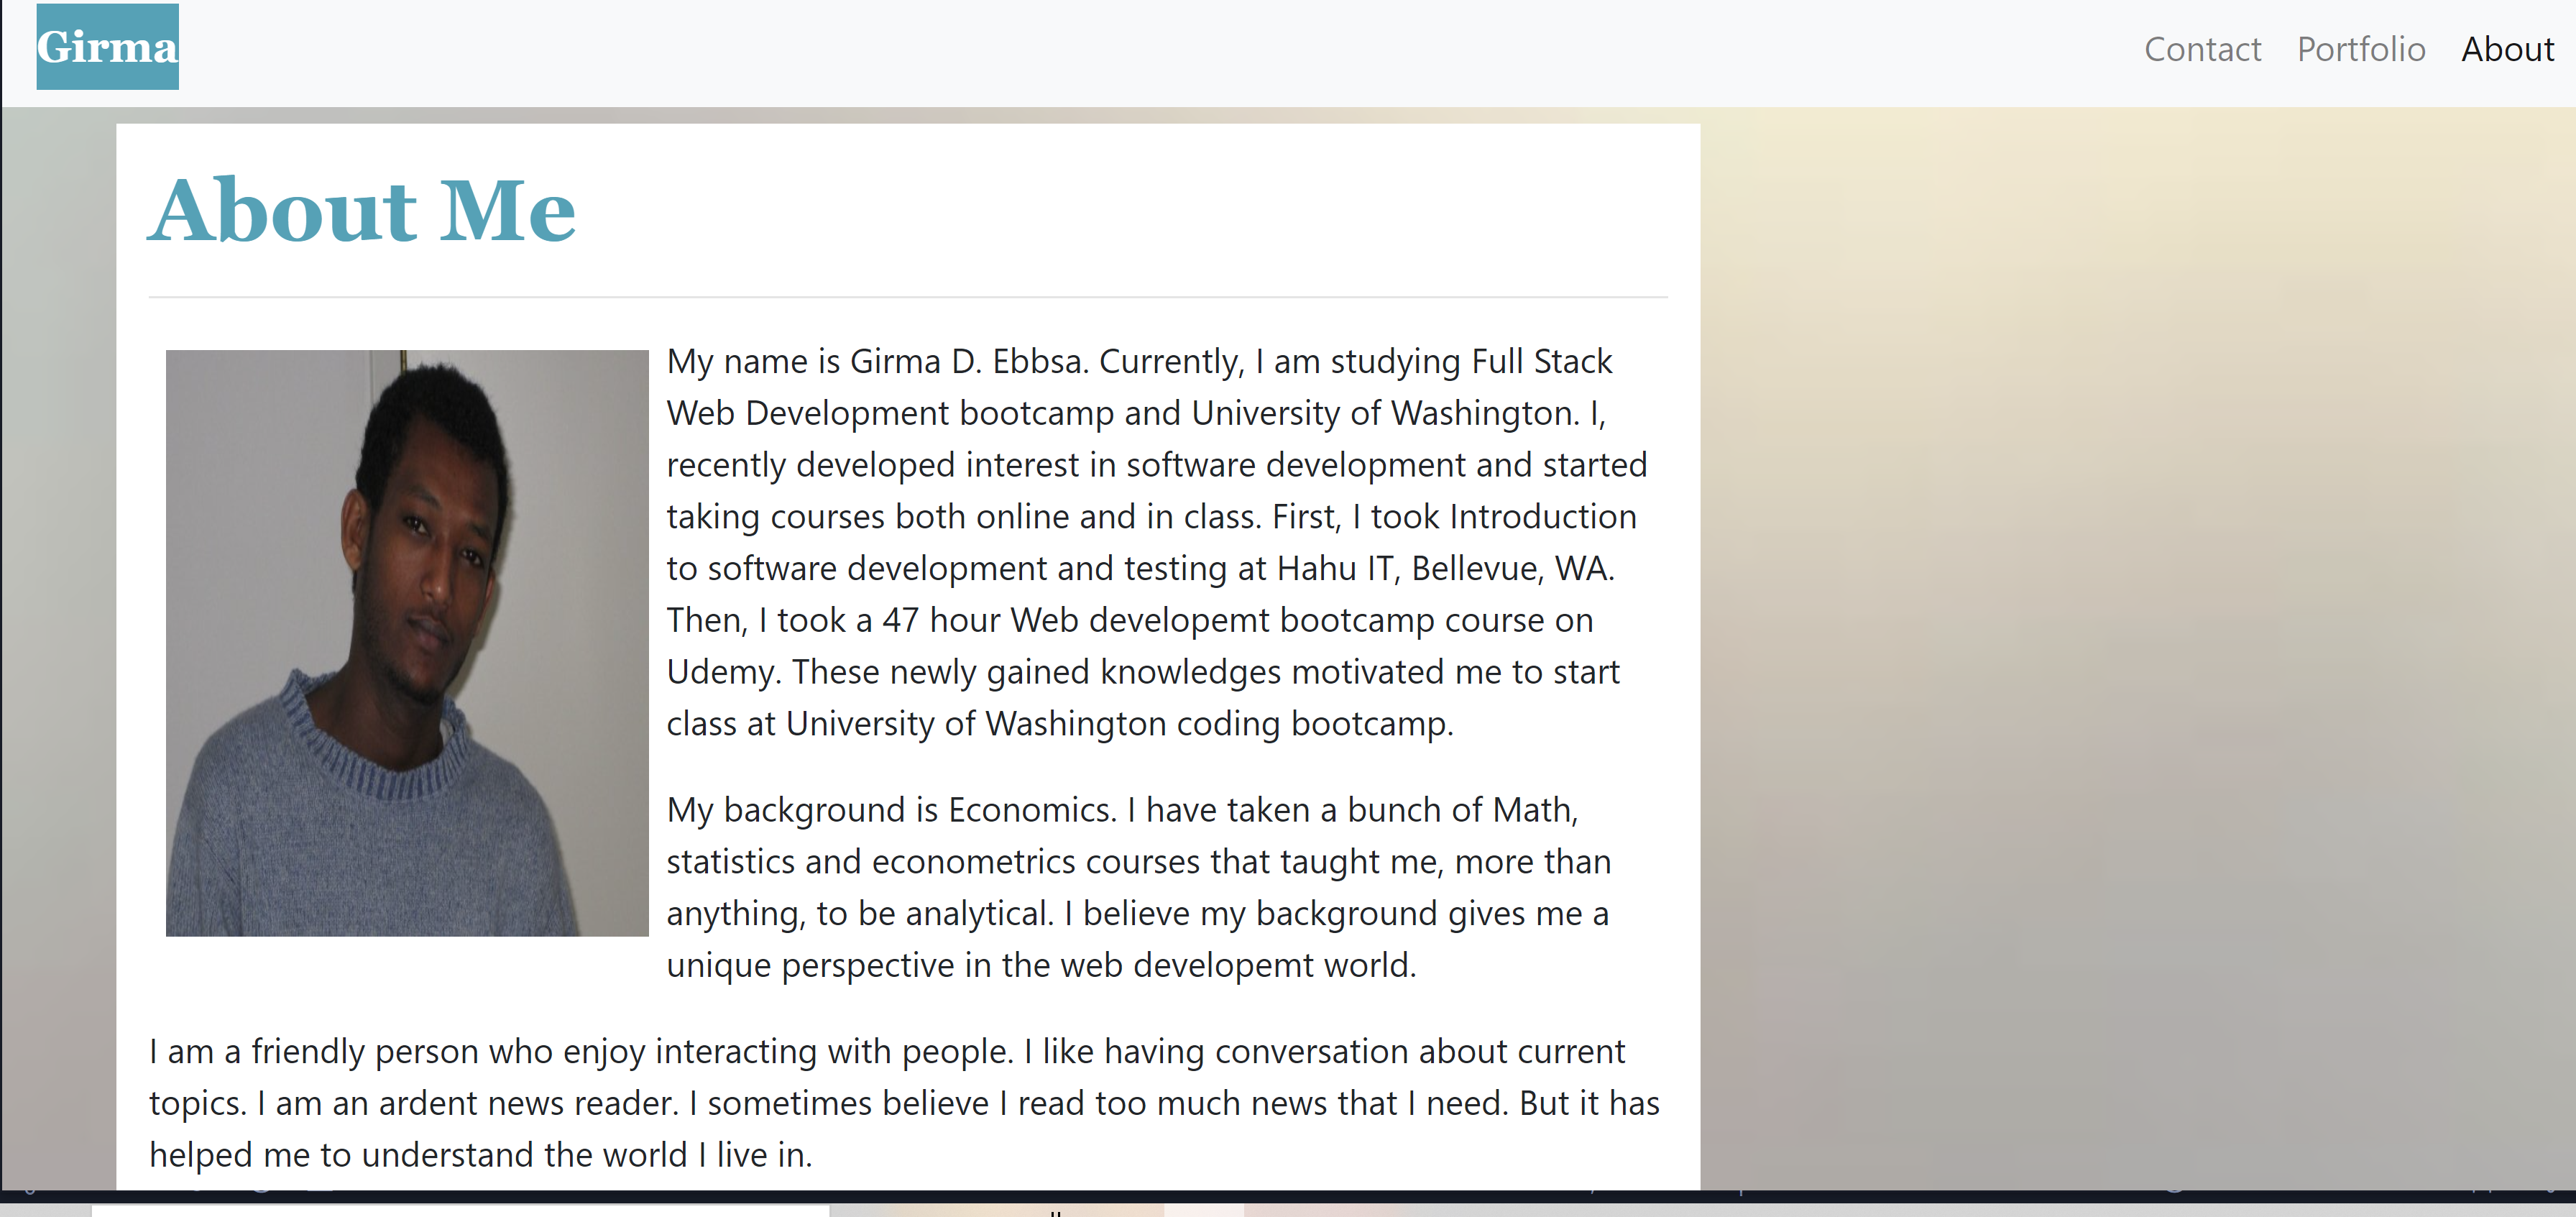 Girma
Contact Portfolio About
About Me
My name is Girma D. Ebbsa. Currently, I am studying Full Stack
Web Development bootcamp and University of Washington. I,
recently developed interest in software development and started
taking courses both online and in class. First, I took Introduction
to software development and testing at Hahu IT, Bellevue, WA.
Then, I took a 47 hour Web developemt bootcamp course on
Udemy. These newly gained knowledges motivated me to start
class at University of Washington coding bootcamp.
My background is Economics. I have taken a bunch of Math,
statistics and econometrics courses that taught me, more than
anything, to be analytical. I believe my background gives me a
unique perspective in the web developemt world.
I am a friendly person who enjoy interacting with people. I like having conversation about current
topics. I am an ardent news reader. I sometimes believe I read too much news that I need. But it has
helped me to understand the world I live in.